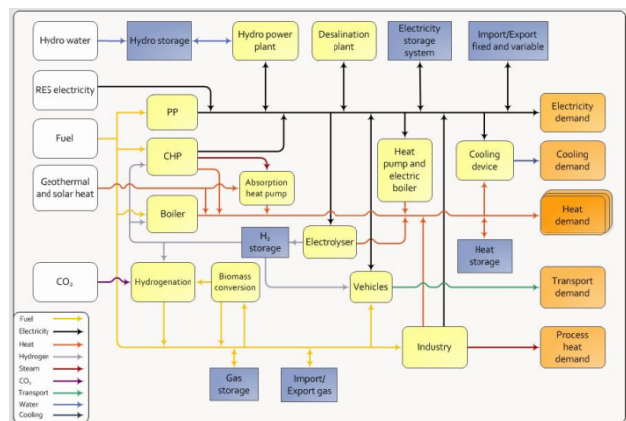 Hydro water
Hydro storage
Hydro power
plant
Desalination
plant
Electricity
storage
system
Import/Export
fixed and variable
RES electricity
PP
Electricity
demand
Fuel
CHP
Heat
pump and
electric
boiler
Cooling
device
Cooling
demand
Geothermal
and solar heat
Absorption
heat pump
Boiler
Heat
demand
H₂
storage
Electrolyser
Heat
storage
CO₂
Hydrogenation
Biomass
conversion
Vehicles
Transport
demand
Industry
Process
heat
demand
Gas
storage
Import/
Export gas
Fuel
Electricity
Heat
Hydrogen
Steam
CO₂
Transport
Water
Cooling